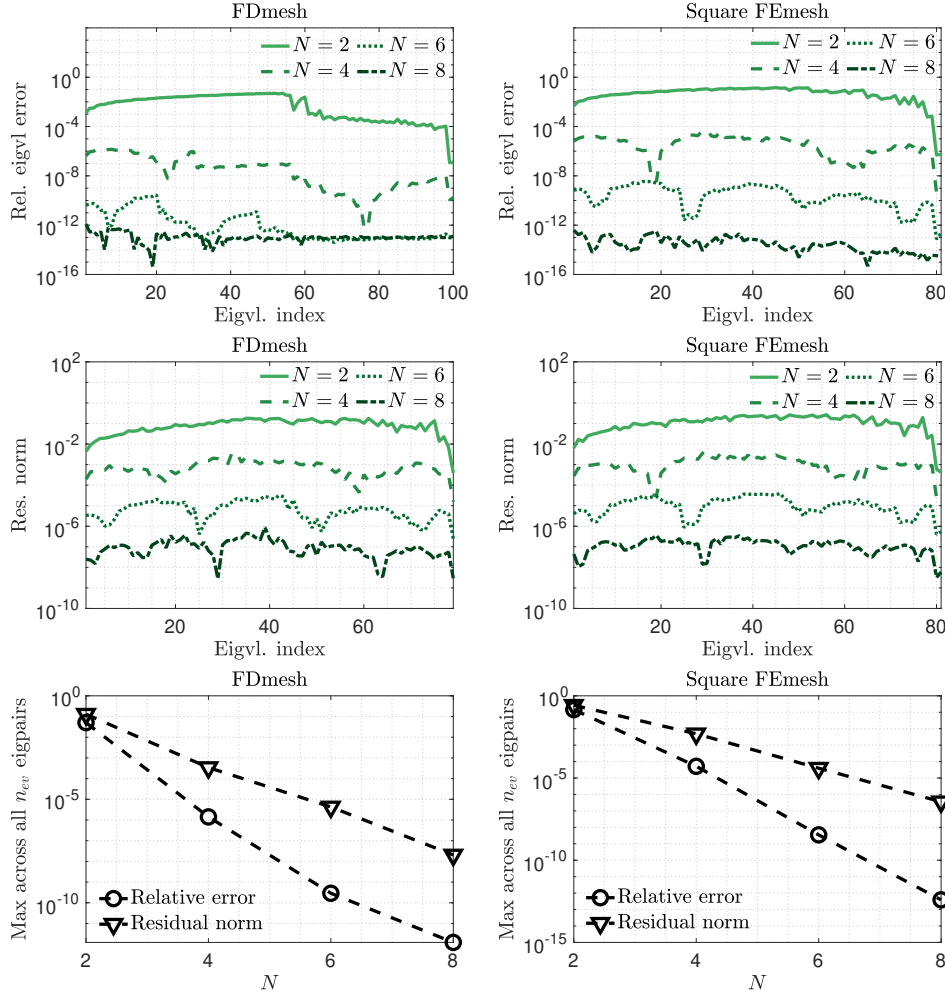 FDmesh
N = 2 N = 6
N = 4 N = 8
Rel. eigvl error
10^0
10^-4
10^-8
10^-12
10^-16
20 40 60 80 100
Eigvl. index
Square FEmesh
N = 2 N = 6
N = 4 N = 8
Rel. eigvl error
10^0
10^-4
10^-8
10^-12
10^-16
20 40 60 80
Eigvl. index
FDmesh
N = 2 N = 6
N = 4 N = 8
Res. norm
10^2
10^-2
10^-6
10^-10
20 40 60
Eigvl. index
Square FEmesh
N = 2 N = 6
N = 4 N = 8
Res. norm
10^2
10^-2
10^-6
10^-10
20 40 60 80
Eigvl. index
FDmesh
Max across all n_ev eigpairs
10^0
10^-5
10^-10
Relative error
Residual norm
2 4 6 8
N
Square FEmesh
Max across all n_ev eigpairs
10^0
10^-5
10^-10
10^-15
Relative error
Residual norm
2 4 6 8
N